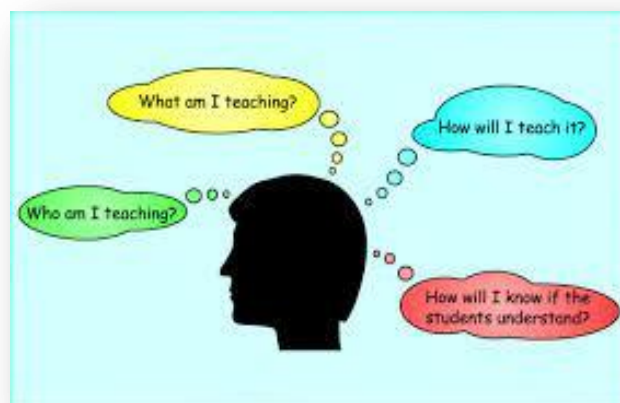 What am I teaching?
How will I teach it?
Who am I teaching?
How will I know if the
students understand?